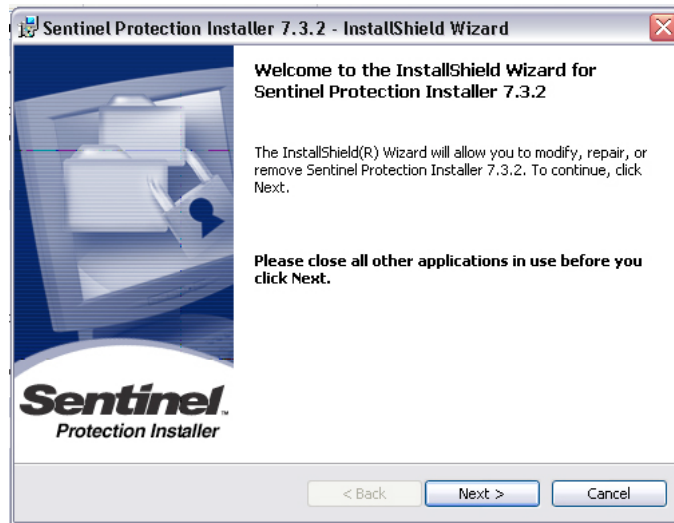 Sentinel Protection Installer 7.3.2 - InstallShield Wizard
Welcome to the InstallShield Wizard for
Sentinel Protection Installer 7.3.2
The InstallShield(R) Wizard will allow you to modify, repair, or
remove Sentinel Protection Installer 7.3.2. To continue, click
Next.
Please close all other applications in use before you
click Next.
Sentinel™
Protection Installer
< Back
Next >
Cancel